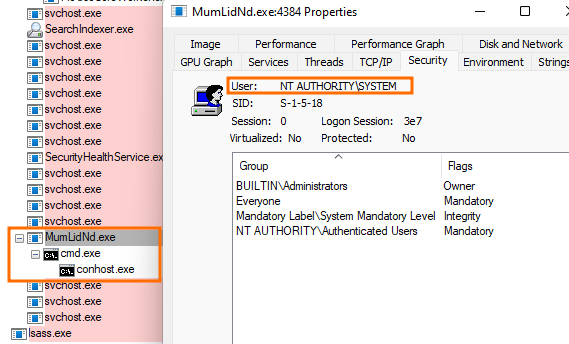 svchost.exe
SearchIndexer.exe
svchost.exe
svchost.exe
svchost.exe
svchost.exe
svchost.exe
svchost.exe
svchost.exe
SecurityHealthService.ex
svchost.exe
svchost.exe
svchost.exe
svchost.exe
MumLidNd.exe
cmd.exe
conhost.exe
svchost.exe
svchost.exe
svchost.exe
lsass.exe
MumLidNd.exe:4384 Properties
Image Performance Performance Graph Disk and Network
GPU Graph Services Threads TCP/IP Security Environment Strings
User: NT AUTHORITY\SYSTEM
SID: S-1-5-18
Session: 0 Logon Session: 3e7
Virtualized: No Protected: No
Group Flags
BUILTIN\Administrators Owner
Everyone Mandatory
Mandatory Label\System Mandatory Level Integrity
NT AUTHORITY\Authenticated Users Mandatory